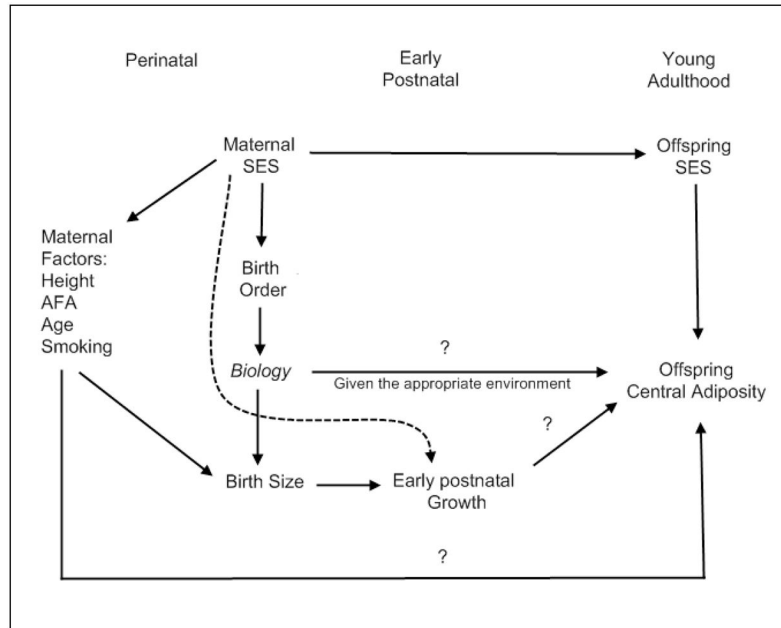 Perinatal
Early
Postnatal
Young
Adulthood
Maternal
SES
Offspring
SES
Maternal
Factors:
Height
AFA
Age
Smoking
Birth
Order
Biology
?
Given the appropriate environment
Offspring
Central Adiposity
?
Birth Size
Early postnatal
Growth
?